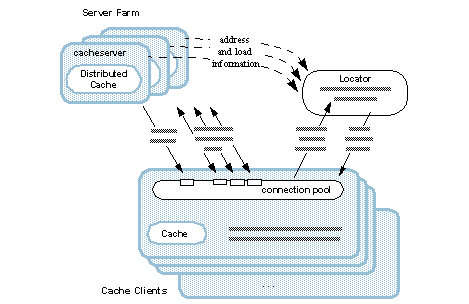 Server Farm
cacheserver
Distributed
Cache
address
and load
information
Locator
connection pool
Cache
. . .
Cache Clients